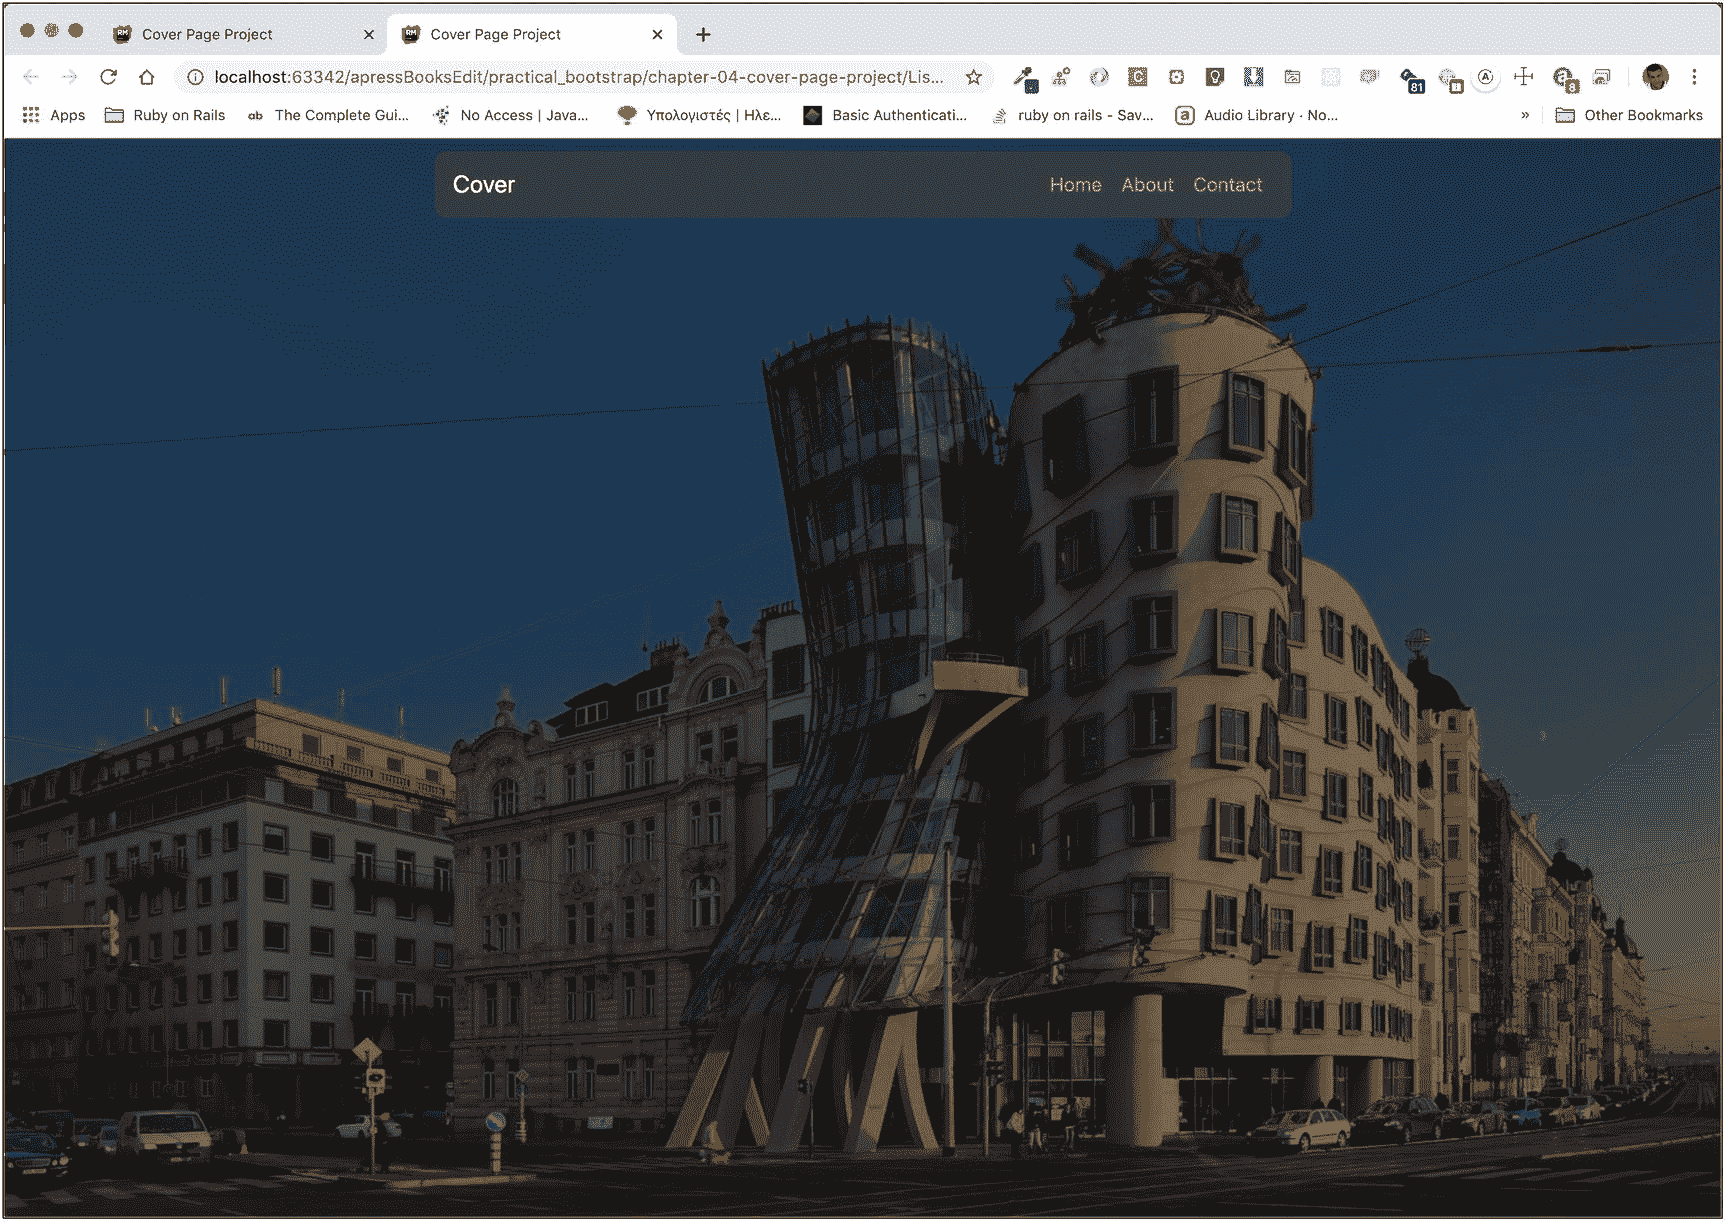 Cover Page Project
Cover Page Project
localhost:63342/apressBooksEdit/practical_bootstrap/chapter-04-cover-page-project/Lis...
81
8
Apps Ruby on Rails ab The Complete Gui... No Access | Java... Υπολογιστές | Ηλε... Basic Authenticati... ruby on rails - Sav... a Audio Library · No... » Other Bookmarks
Cover Home About Contact